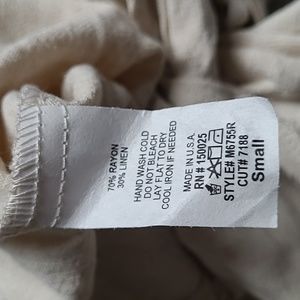 70% RAYON
30% LINEN
HAND WASH COLD
DO NOT BLEACH
LAY FLAT TO DRY
COOL IRON IF NEEDED
MADE IN U.S.A.
RN# 150025
STYLE# M6755R
CUT# 7188
Small